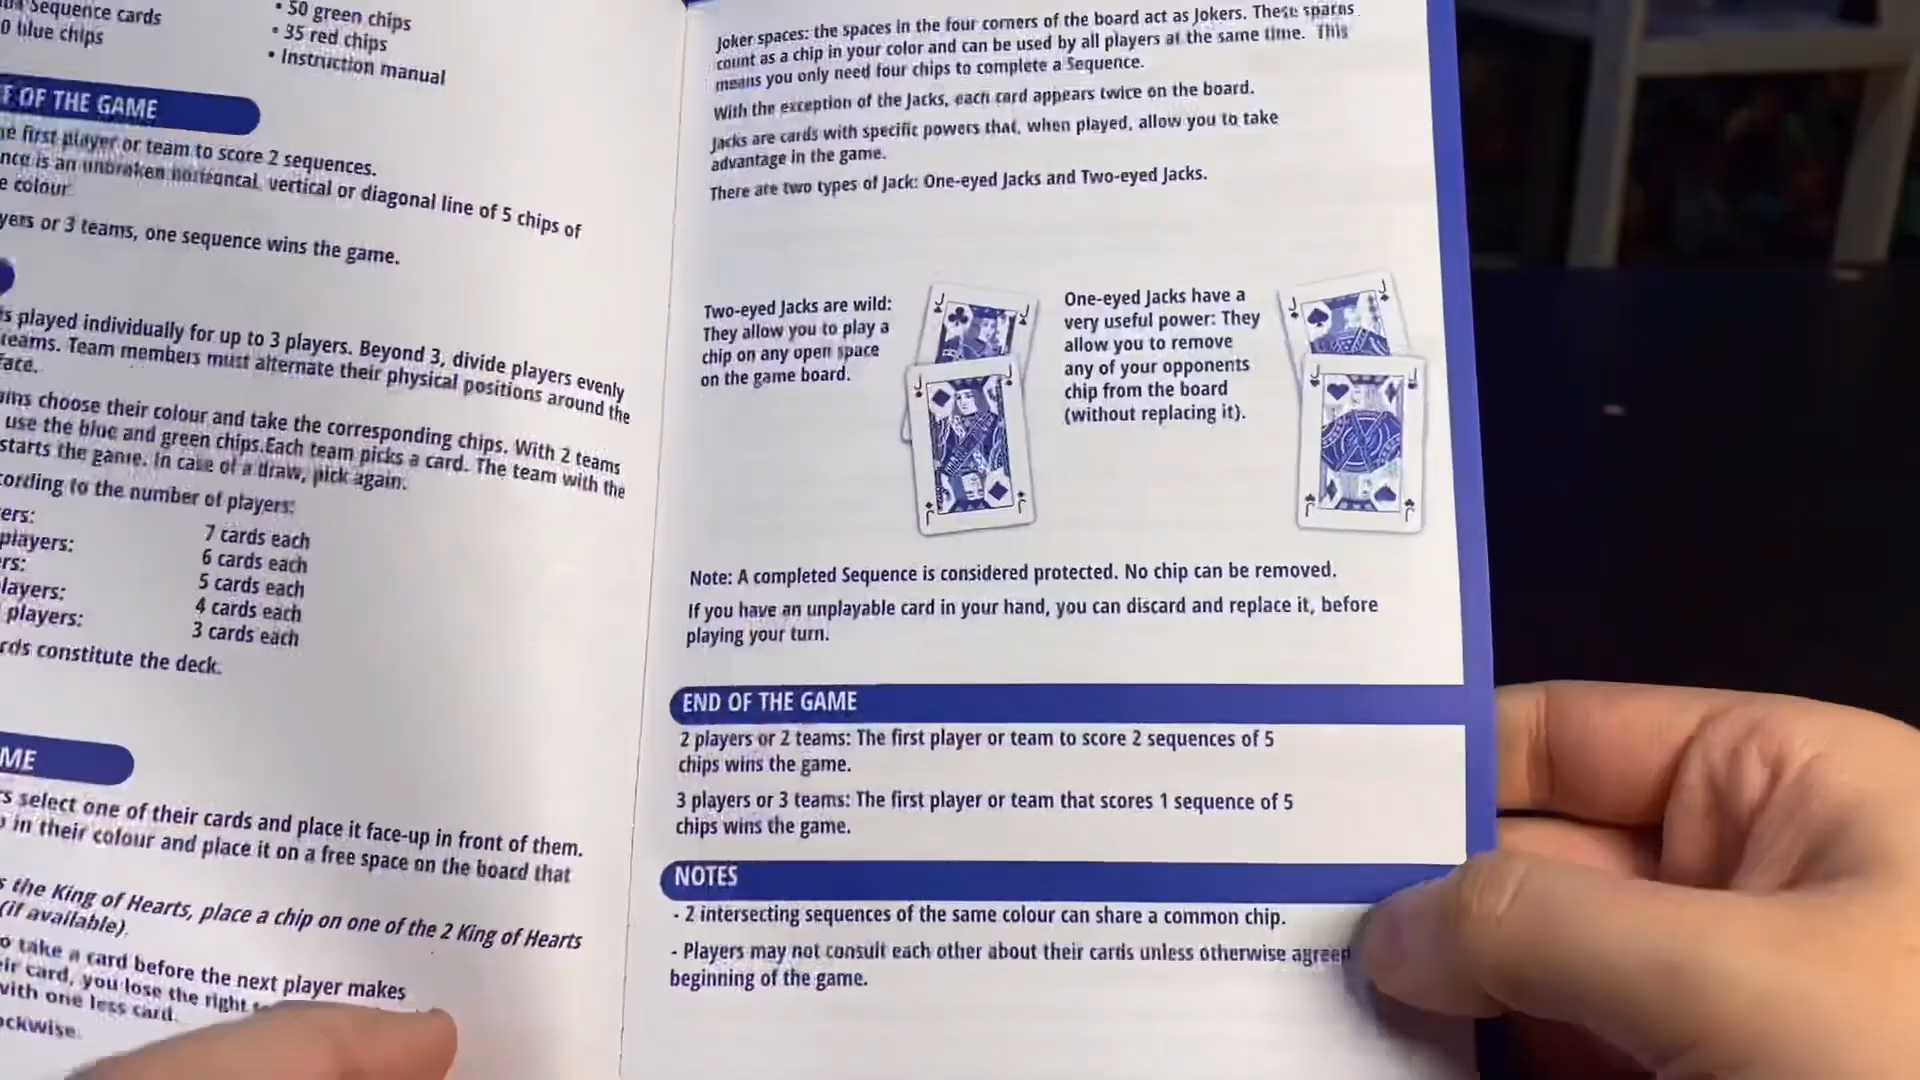 Sequence cards
0 blue chips
• 50 green chips
• 35 red chips
• Instruction manual
OF THE GAME
first player or team to score 2 sequences.
is an unbroken horizontal, vertical or diagonal line of 5 chips of
colour
or 3 teams, one sequence wins the game.
played individually for up to 3 players. Beyond 3, divide players evenly
teams. Team members must alternate their physical positions around the
choose their colour and take the corresponding chips. With 2 teams
use the blue and green chips.Each team picks a card. The team with the
starts the game. In case of a draw, pick again.
to the number of players:
7 cards each
players:
6 cards each
5 cards each
4 cards each
players:
3 cards each
constitute the deck.
select one of their cards and place it face-up in front of them.
in their colour and place it on a free space on the board that
the King of Hearts, place a chip on one of the 2 King of Hearts
(if available).
take a card before the next player makes
card, you lose the right
with one less card.
Joker spaces: the spaces in the four corners of the board act as Jokers. These
count as a chip in your color and can be used by all players at the same time. This
means you only need four chips to complete a Sequence.
With the exception of the Jacks, each card appears twice on the board.
Jacks are cards with specific powers that, when played, allow you to take
advantage in the game.
There are two types of Jack: One-eyed Jacks and Two-eyed Jacks.
Two-eyed Jacks are wild:
They allow you to play a
chip on any open space
on the game board.
J
J
J
J
J
J
One-eyed Jacks have a
very useful power: They
allow you to remove
any of your opponents
chip from the board
(without replacing it).
J
J
J
J
J
J
Note: A completed Sequence is considered protected. No chip can be removed.
If you have an unplayable card in your hand, you can discard and replace it, before
playing your turn.
END OF THE GAME
2 players or 2 teams: The first player or team to score 2 sequences of 5
chips wins the game.
3 players or 3 teams: The first player or team that scores 1 sequence of 5
chips wins the game.
NOTES
- 2 intersecting sequences of the same colour can share a common chip.
- Players may not consult each other about their cards unless otherwise agreed
beginning of the game.